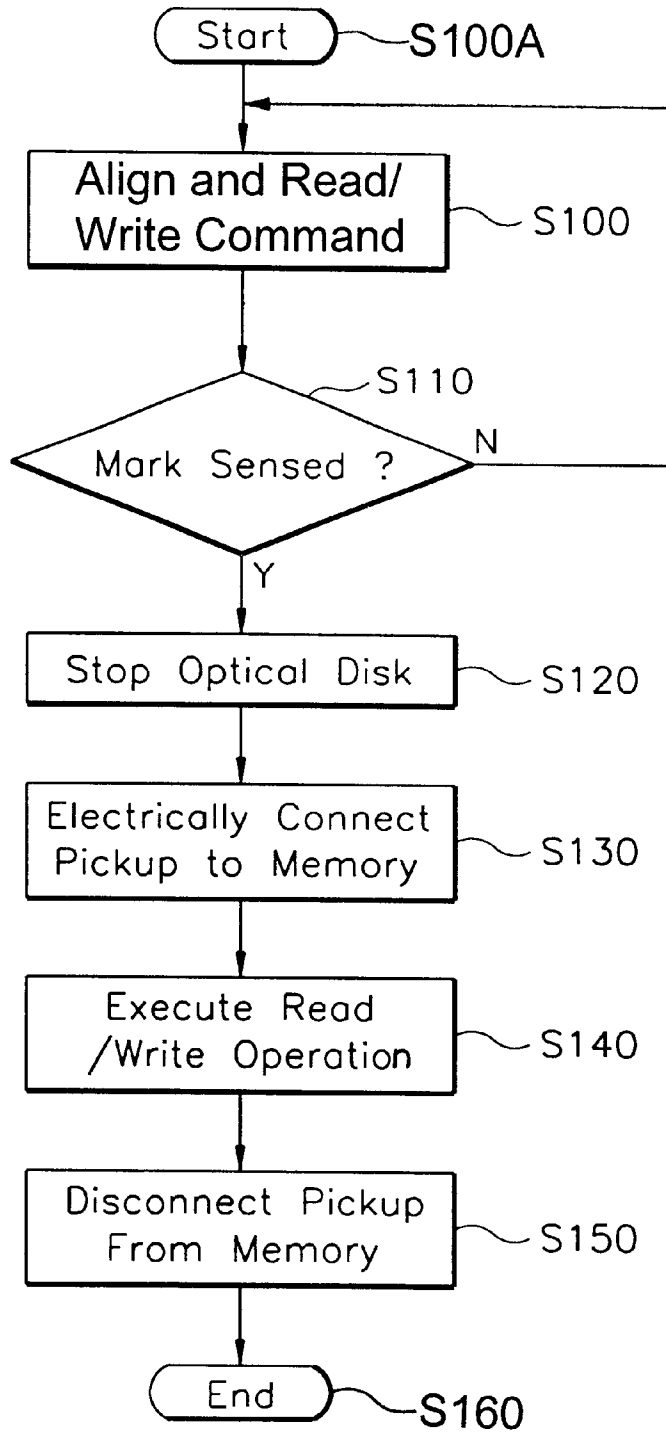 Start
S100A
Align and Read/
Write Command
S100
S110
Mark Sensed ?
N
Y
Stop Optical Disk
S120
Electrically Connect
Pickup to Memory
S130
Execute Read
/Write Operation
S140
Disconnect Pickup
From Memory
S150
End
S160